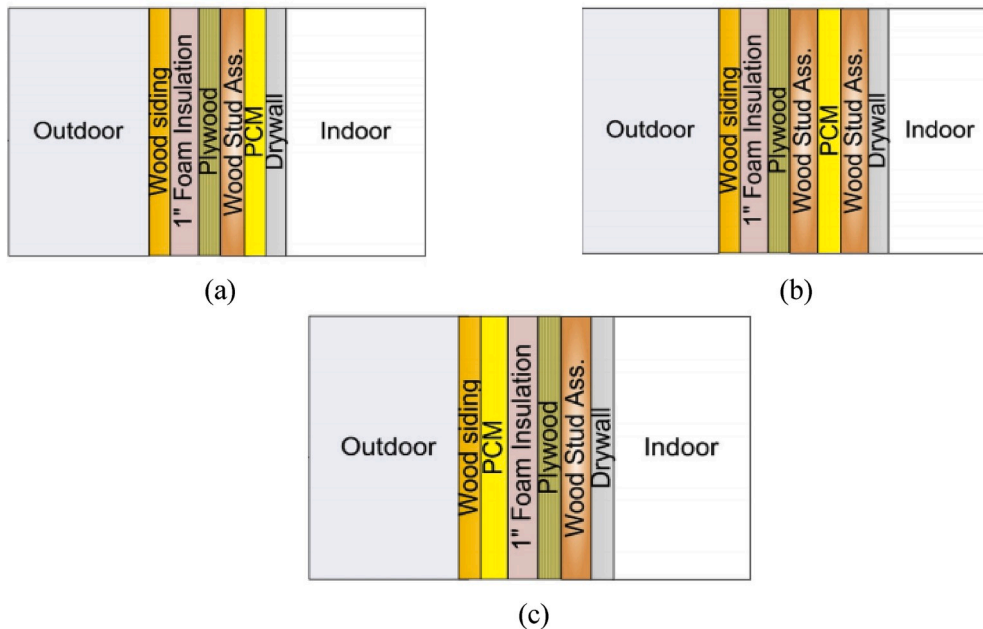 Outdoor
Wood siding
1" Foam Insulation
Plywood
Wood Stud Ass.
PCM
Drywall
Indoor
(a)
Outdoor
Wood siding
1" Foam Insulation
Plywood
Wood Stud Ass.
PCM
Wood Stud Ass.
Drywall
Indoor
(b)
Outdoor
Wood siding
PCM
1" Foam Insulation
Plywood
Wood Stud Ass.
Drywall
Indoor
(c)